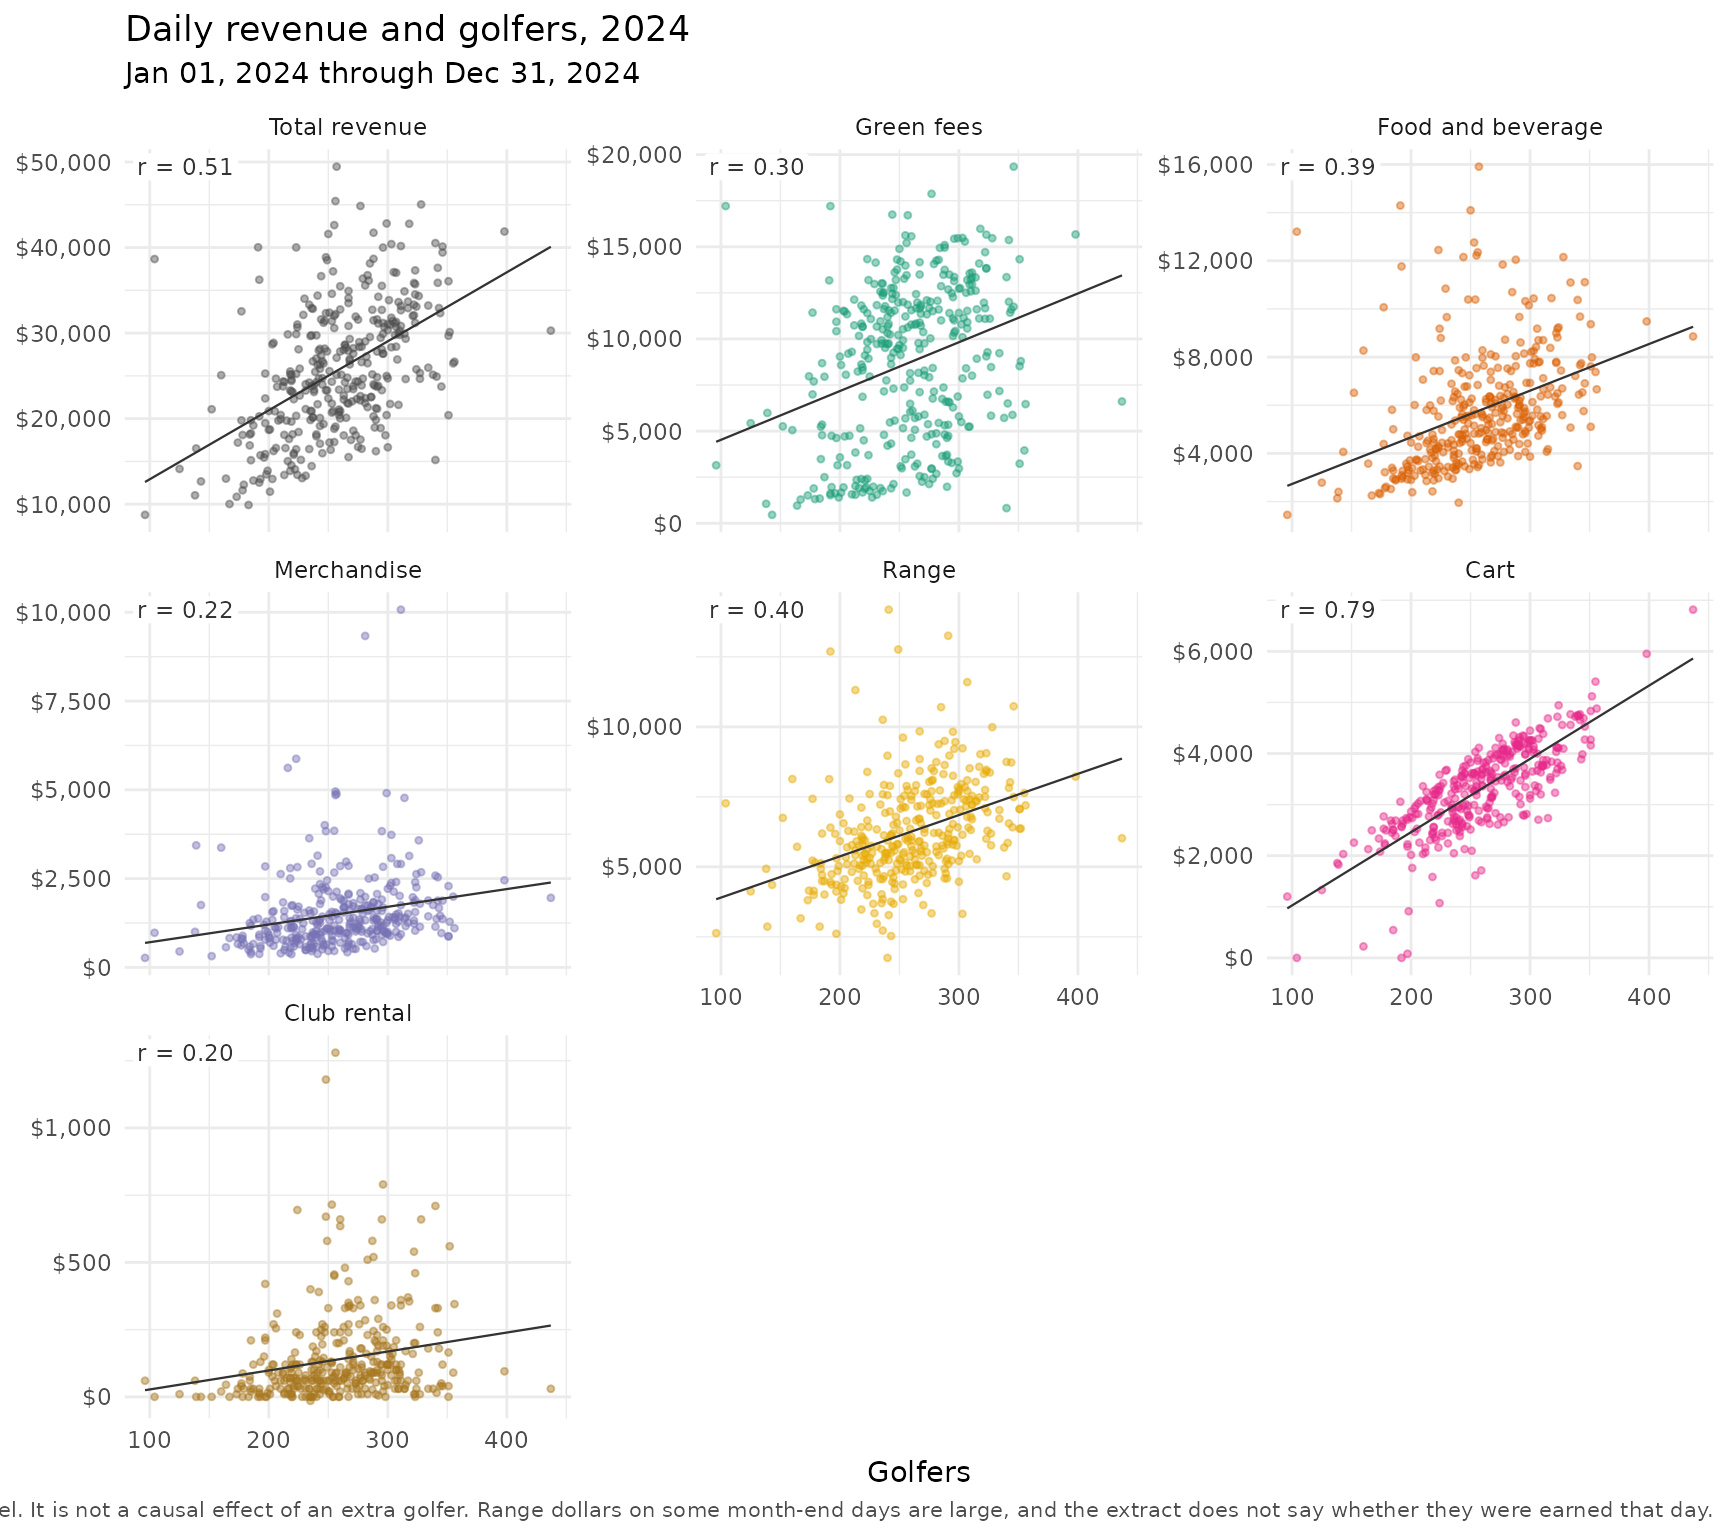 Daily revenue and golfers, 2024
Jan 01, 2024 through Dec 31, 2024
Total revenue
Green fees
Food and beverage
$50,000
$40,000
$30,000
$20,000
$10,000
r = 0.51
$20,000
$15,000
$10,000
$5,000
$0
r = 0.30
$16,000
$12,000
$8,000
$4,000
r = 0.39
Merchandise
Range
Cart
$10,000
$7,500
$5,000
$2,500
$0
r = 0.22
$10,000
$5,000
r = 0.40
100 200 300 400
$6,000
$4,000
$2,000
$0
r = 0.79
100 200 300 400
Club rental
$1,000
$500
$0
r = 0.20
100 200 300 400
Golfers
It is not a causal effect of an extra golfer. Range dollars on some month-end days are large, and the extract does not say whether they were earned that day.